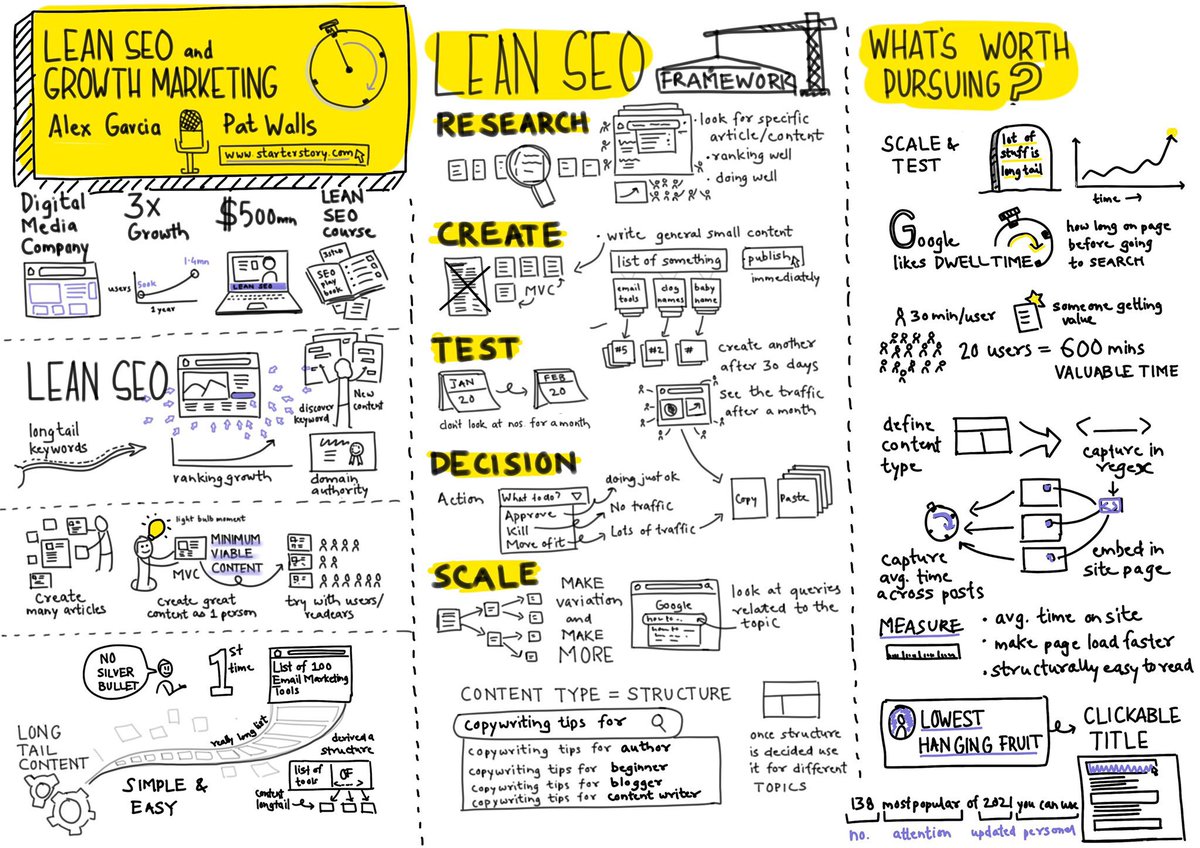 LEAN SEO and
GROWTH MARKETING
Alex Garcia
Pat Walls
www.starterstory.com
Digital
Media
Company
3x
Growth
$500mn
LEAN
SEO
course
users
500k
1.4mn
1 year
LEAN SEO
SEO
play
book
LEAN SEO
discover
keyword
New
content
long tail
keywords
ranking growth
domain
authority
light bulb moment
MINIMUM
VIABLE
CONTENT
MVC
Create
many articles
Create great
content as 1 person
try with users/
readears
NO
SILVER
BULLET
1st
time
List of 100
Email Marketing
Tools
LONG
TAIL
CONTENT
really long list
SIMPLE &
EASY
derived a
structure
list of
tools
OF
<---->
content
longtail
LEAN SEO
FRAMEWORK
RESEARCH
• look for specific
article/content
• ranking well
• doing well
CREATE
• write general small content
MVC
list of something
publish
immediately
email
tools
dog
names
baby
name
TEST
#5
#2
#
create another
after 30 days
JAN
20
FEB
20
dont look at nos. for a month
see the traffic
after a month
DECISION
Action
What to do?
Approve
Kill
Move of it
doing just ok
No traffic
Lots of traffic
Copy
Paste
SCALE
MAKE
variation
and
MAKE
MORE
Google
how to...
how to ...
look at queries
related to the
topic
CONTENT TYPE = STRUCTURE
copywriting tips for
copywriting tips for author
copywriting tips for beginner
copywriting tips for blogger
copywriting tips for content writer
once structure
is decided use
it for different
TOPICS
WHAT'S WORTH
PURSUING?
SCALE &
TEST
lot of
stuff is
long tail
time →
Google
likes DWELL TIME
how long on page
before going
to SEARCH
30 min/user
someone getting
value
20 users = 600 mins
VALUABLE TIME
define
content
type
< >
capture in
regex
capture
avg. time
across posts
embed in
site page
MEASURE
• avg. time on site
• make page load faster
• structurally easy to read
LOWEST
HANGING FRUIT
CLICKABLE
TITLE
138 most popular of 2021 you can use
no. attention updated personal